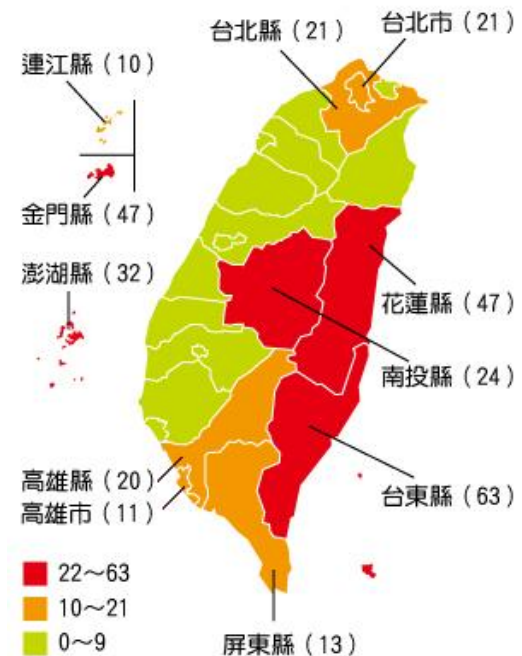 台北縣（21）
台北市（21）
連江縣（10）
金門縣（47）
澎湖縣（32）
花蓮縣（47）
南投縣（24）
台東縣（63）
高雄縣（20）
高雄市（11）
屏東縣（13）
22～63
10～21
0～9